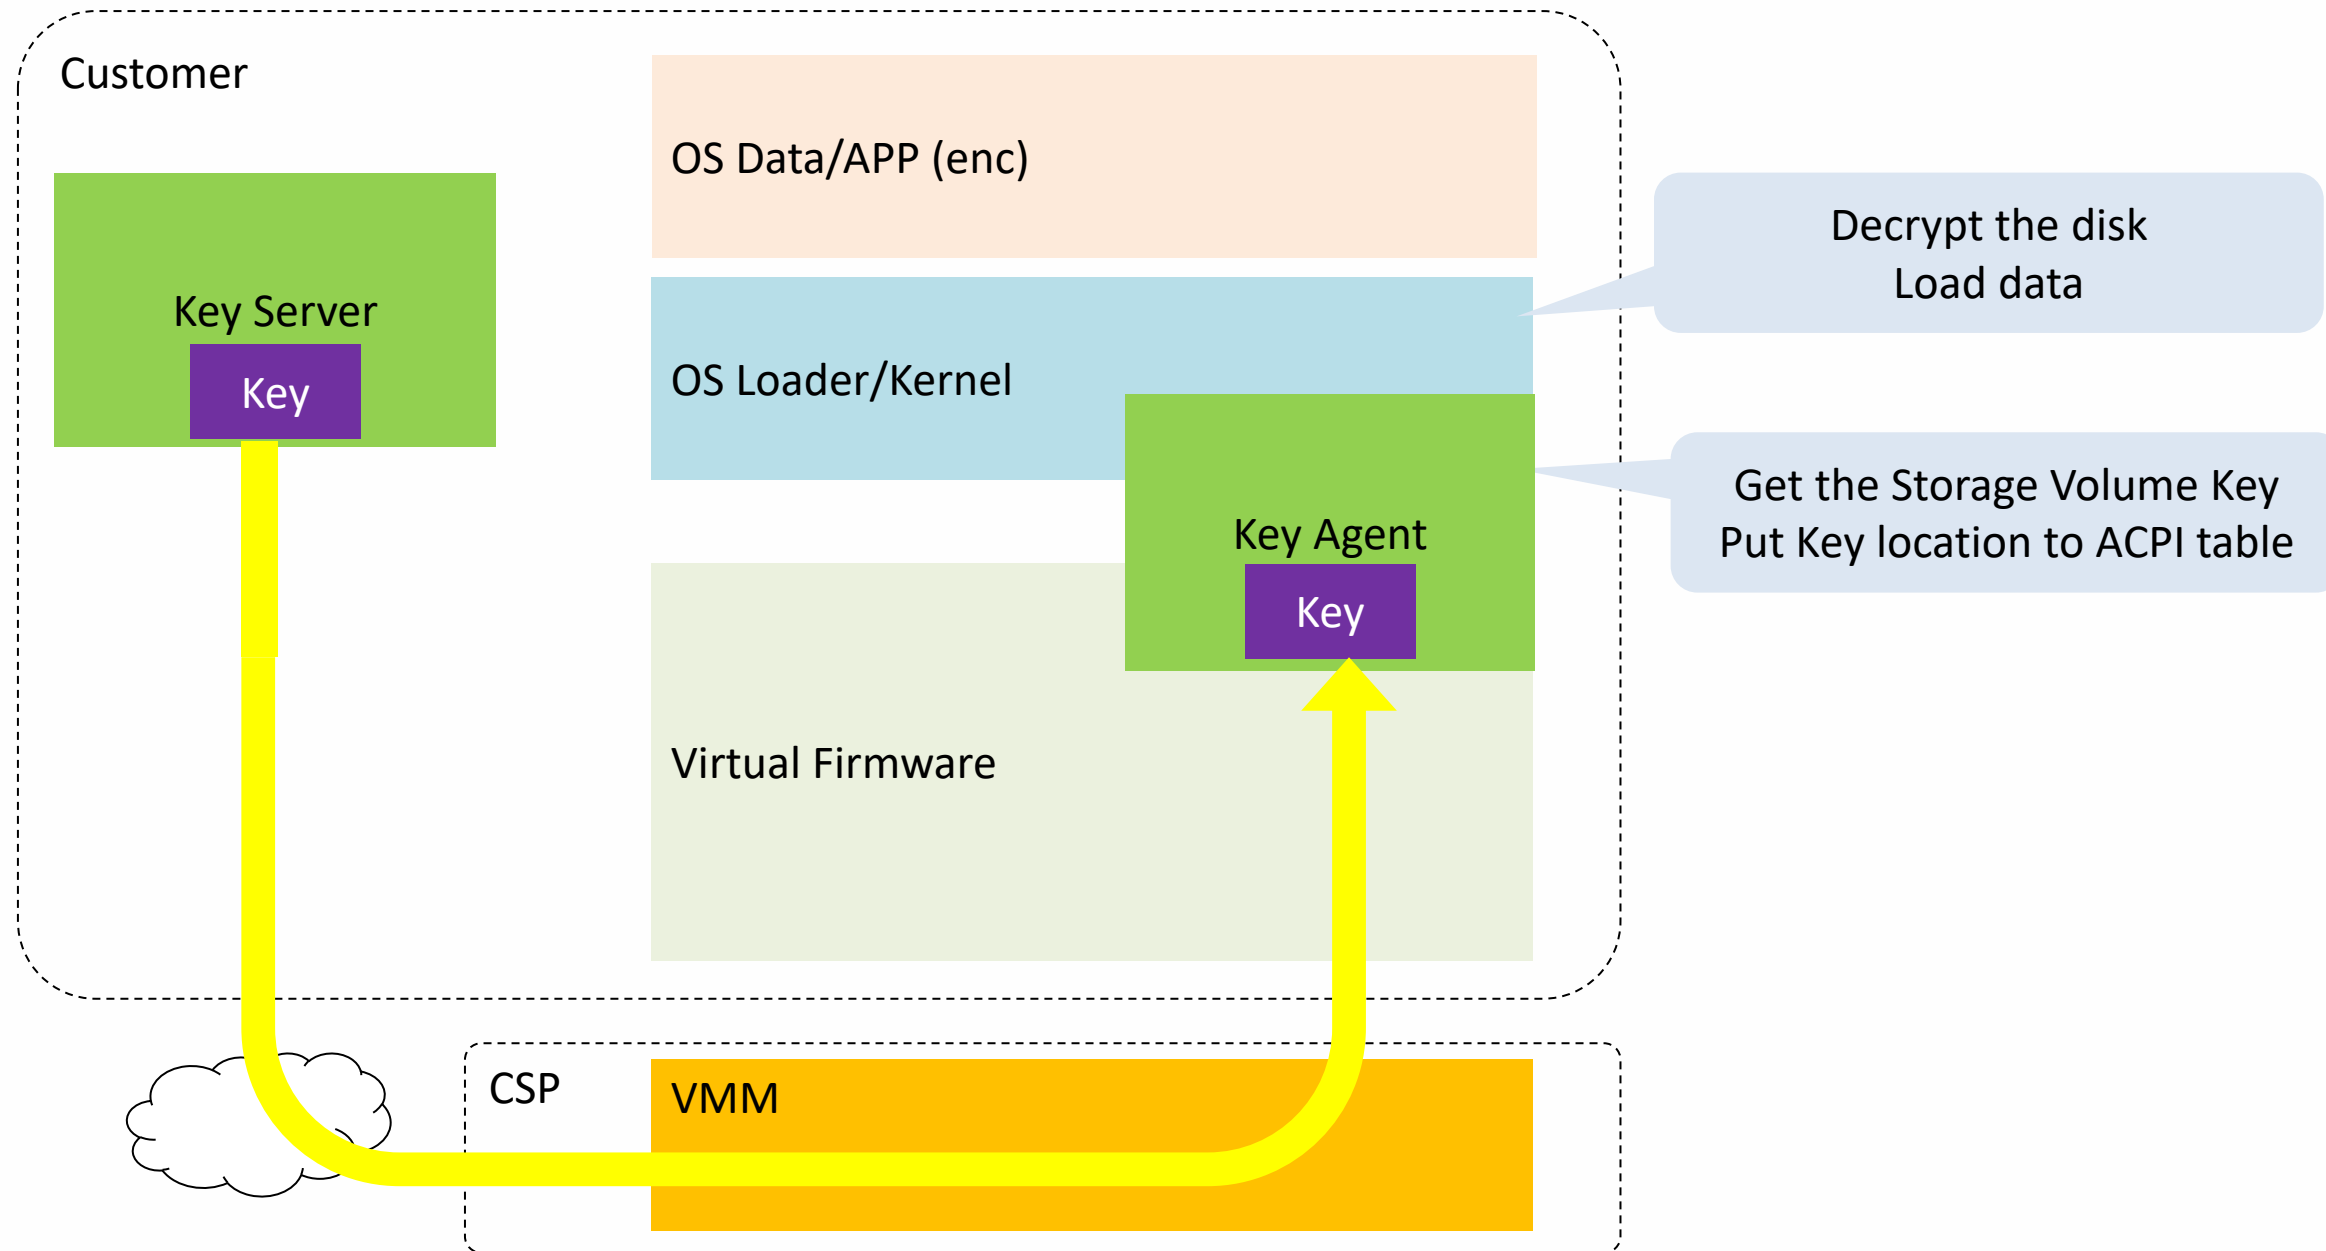 Customer
OS Data/APP (enc)
Key Server
Key
Decrypt the disk
Load data
OS Loader/Kernel
Get the Storage Volume Key
Put Key location to ACPI table
Key Agent
Key
Virtual Firmware
CSP
VMM